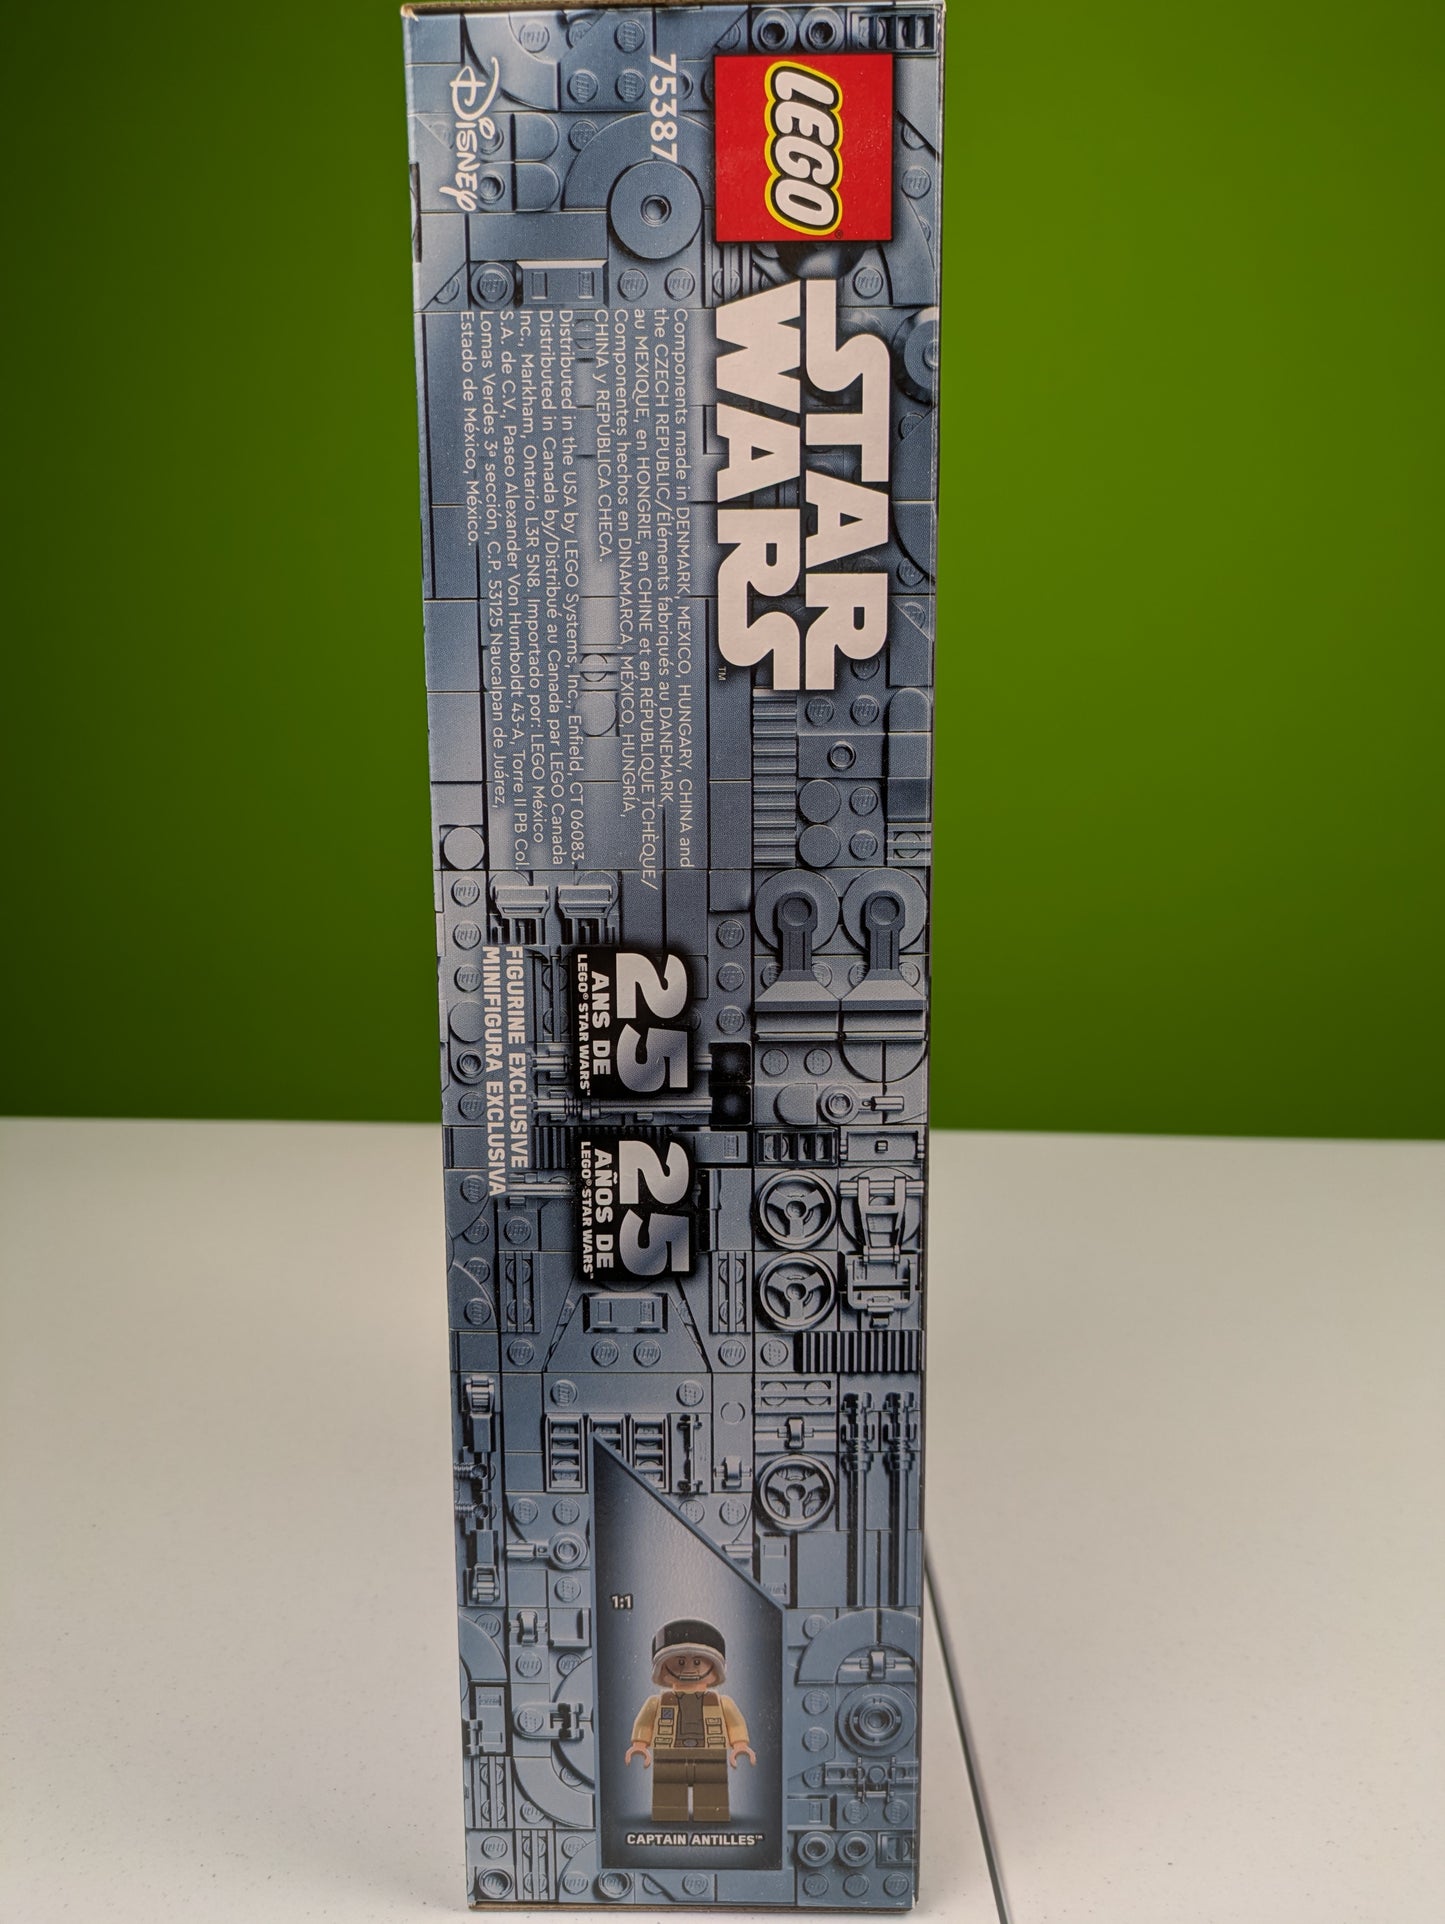 LEGO®
STAR
WARS™
75387
Disney
Components made in DENMARK, MEXICO, HUNGARY, CHINA and
the CZECH REPUBLIC/Éléments fabriqués au DANEMARK,
au MEXIQUE, en HONGRIE, en CHINE et en RÉPUBLIQUE TCHÈQUE/
Componentes hechos en DINAMARCA, MÉXICO, HUNGRÍA,
CHINA y REPÚBLICA CHECA.
Distributed in the USA by LEGO Systems, Inc., Enfield, CT 06083.
Distributed in Canada by/Distribué au Canada par LEGO Canada
Inc., Markham, Ontario L3R 5N8. Importado por: LEGO México
S.A. de C.V., Paseo Alexander Von Humboldt 43-A, Torre II PB Col.
Lomas Verdes 3ª sección, C.P. 53125 Naucalpan de Juárez,
Estado de México, México.
25
ANS DE
LEGO® STAR WARS™
25
AÑOS DE
LEGO® STAR WARS™
FIGURINE EXCLUSIVE
MINIFIGURA EXCLUSIVA
1:1
CAPTAIN ANTILLES™